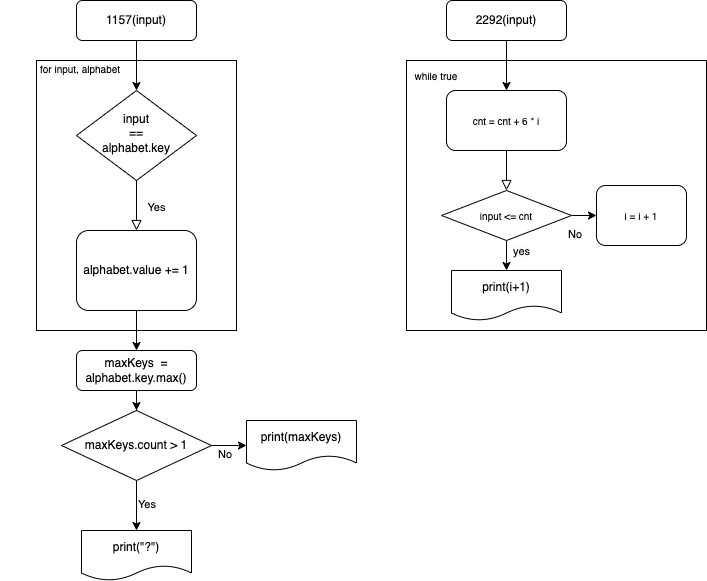 1157(input)
for input, alphabet
input
==
alphabet.key
Yes
alphabet.value += 1
maxKeys =
alphabet.key.max()
maxKeys.count > 1
No
print(maxKeys)
Yes
print("?")
2292(input)
while true
cnt = cnt + 6 * i
input <= cnt
No
i = i + 1
yes
print(i+1)